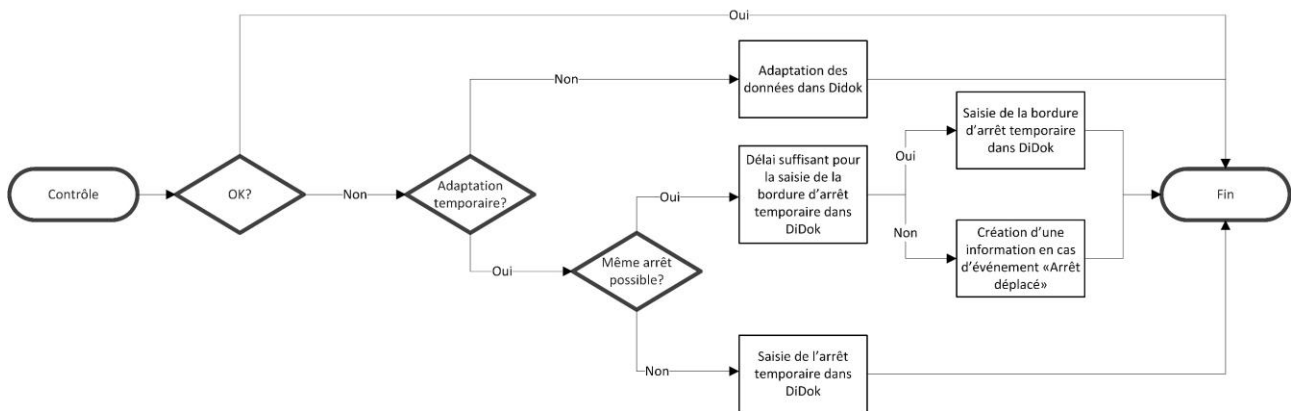 Oui
Non
Adaptation des
données dans Didok
Saisie de la bordure
d'arrêt temporaire
dans DiDok
Contrôle
OK?
Non
Adaptation
temporaire?
Oui
Délai suffisant pour
la saisie de la
bordure d'arrêt
temporaire dans
DiDok
Oui
Non
Fin
Oui
Même arrêt
possible?
Création d'une
information en cas
d'événement «Arrêt
déplacé»
Non
Saisie de l'arrêt
temporaire dans
DiDok